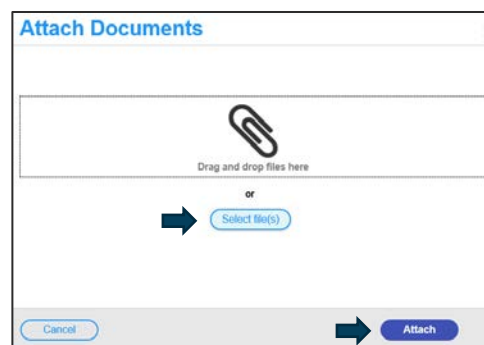 Attach Documents
Drag and drop files here
or
Select file(s)
Cancel
Attach